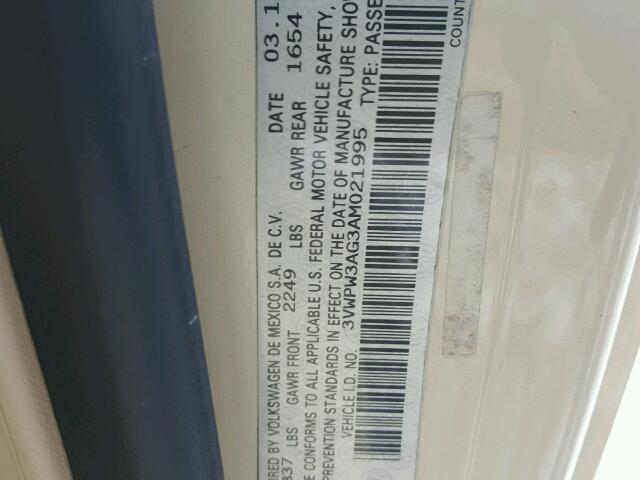 IRED BY VOLKSWAGEN DE MEXICO S.A. DE C.V. DATE 03.1
837 LBS GAWR FRONT 2249 LBS GAWR REAR 1654
E CONFORMS TO ALL APPLICABLE U.S. FEDERAL MOTOR VEHICLE SAFETY,
PREVENTION STANDARDS IN EFFECT ON THE DATE OF MANUFACTURE SHO
VEHICLE I.D. NO. 3VWPW3AG3AM021995 TYPE: PASSE
COUNT